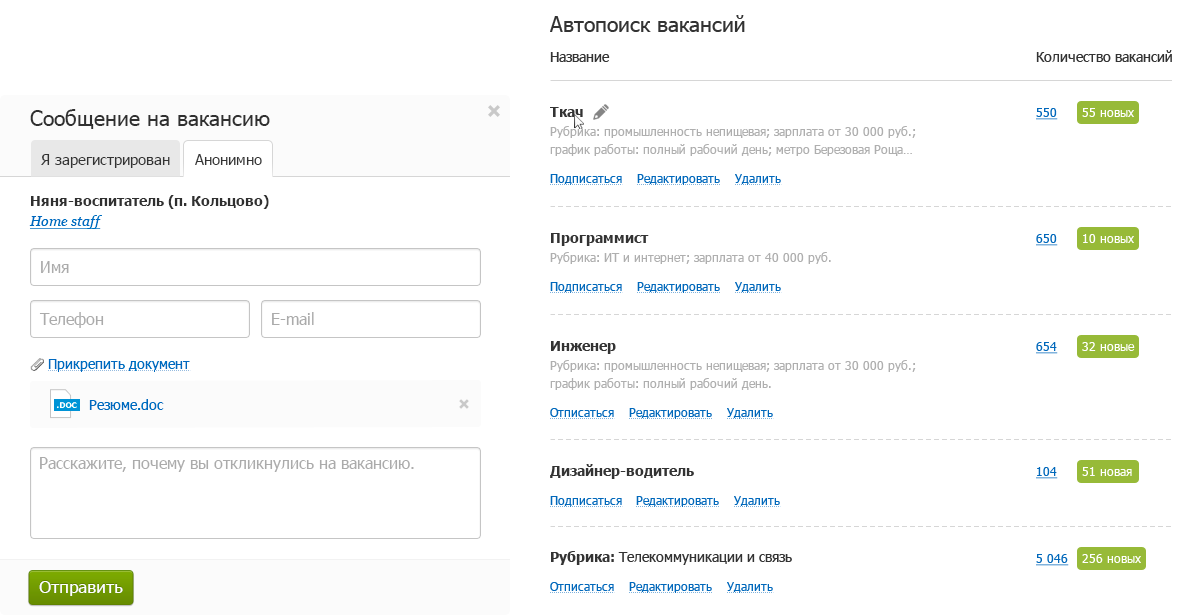 Сообщение на вакансию
Я зарегистрирован
Анонимно
Няня-воспитатель (п. Кольцово)
Home staff
Имя
Телефон
E-mail
Прикрепить документ
.DOC
Резюме.doc
Расскажите, почему вы откликнулись на вакансию.
Отправить
Автопоиск вакансий
Название
Количество вакансий
Ткач
550
55 новых
Рубрика: промышленность непищевая; зарплата от 30 000 руб.;
график работы: полный рабочий день; метро Березовая Роща...
Подписаться Редактировать Удалить
Программист
650
10 новых
Рубрика: ИТ и интернет; зарплата от 40 000 руб.
Подписаться Редактировать Удалить
Инженер
654
32 новые
Рубрика: промышленность непищевая; зарплата от 30 000 руб.;
график работы: полный рабочий день.
Отписаться Редактировать Удалить
Дизайнер-водитель
104
51 новая
Подписаться Редактировать Удалить
Рубрика: Телекоммуникации и связь
5 046
256 новых
Отписаться Редактировать Удалить